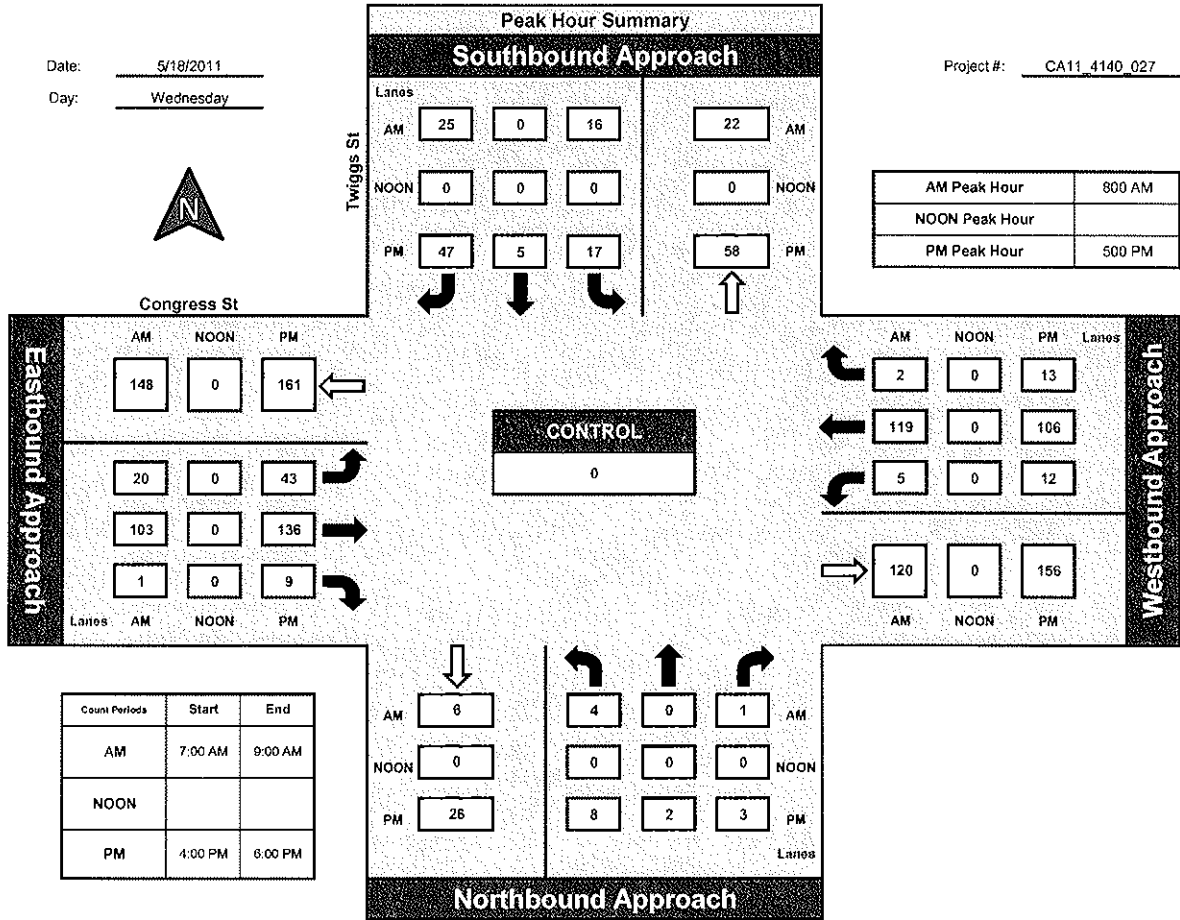 Peak Hour Summary
Southbound Approach
Date: 5/18/2011
Day: Wednesday
Project #: CA11_4140_027
N
Twiggs St
Lanes
AM 25 0 16 22 AM
NOON 0 0 0 0 NOON
PM 47 5 17 58 PM
AM Peak Hour 800 AM
NOON Peak Hour
PM Peak Hour 500 PM
Congress St
Eastbound Approach
AM NOON PM
148 0 161
20 0 43
103 0 136
1 0 9
Lanes AM NOON PM
CONTROL
0
AM NOON PM Lanes
2 0 13
119 0 106
5 0 12
120 0 156
AM NOON PM
Westbound Approach
Count Periods Start End
AM 7:00 AM 9:00 AM
NOON
PM 4:00 PM 6:00 PM
AM 6 4 0 1 AM
NOON 0 0 0 0 NOON
PM 26 8 2 3 PM
Lanes
Northbound Approach